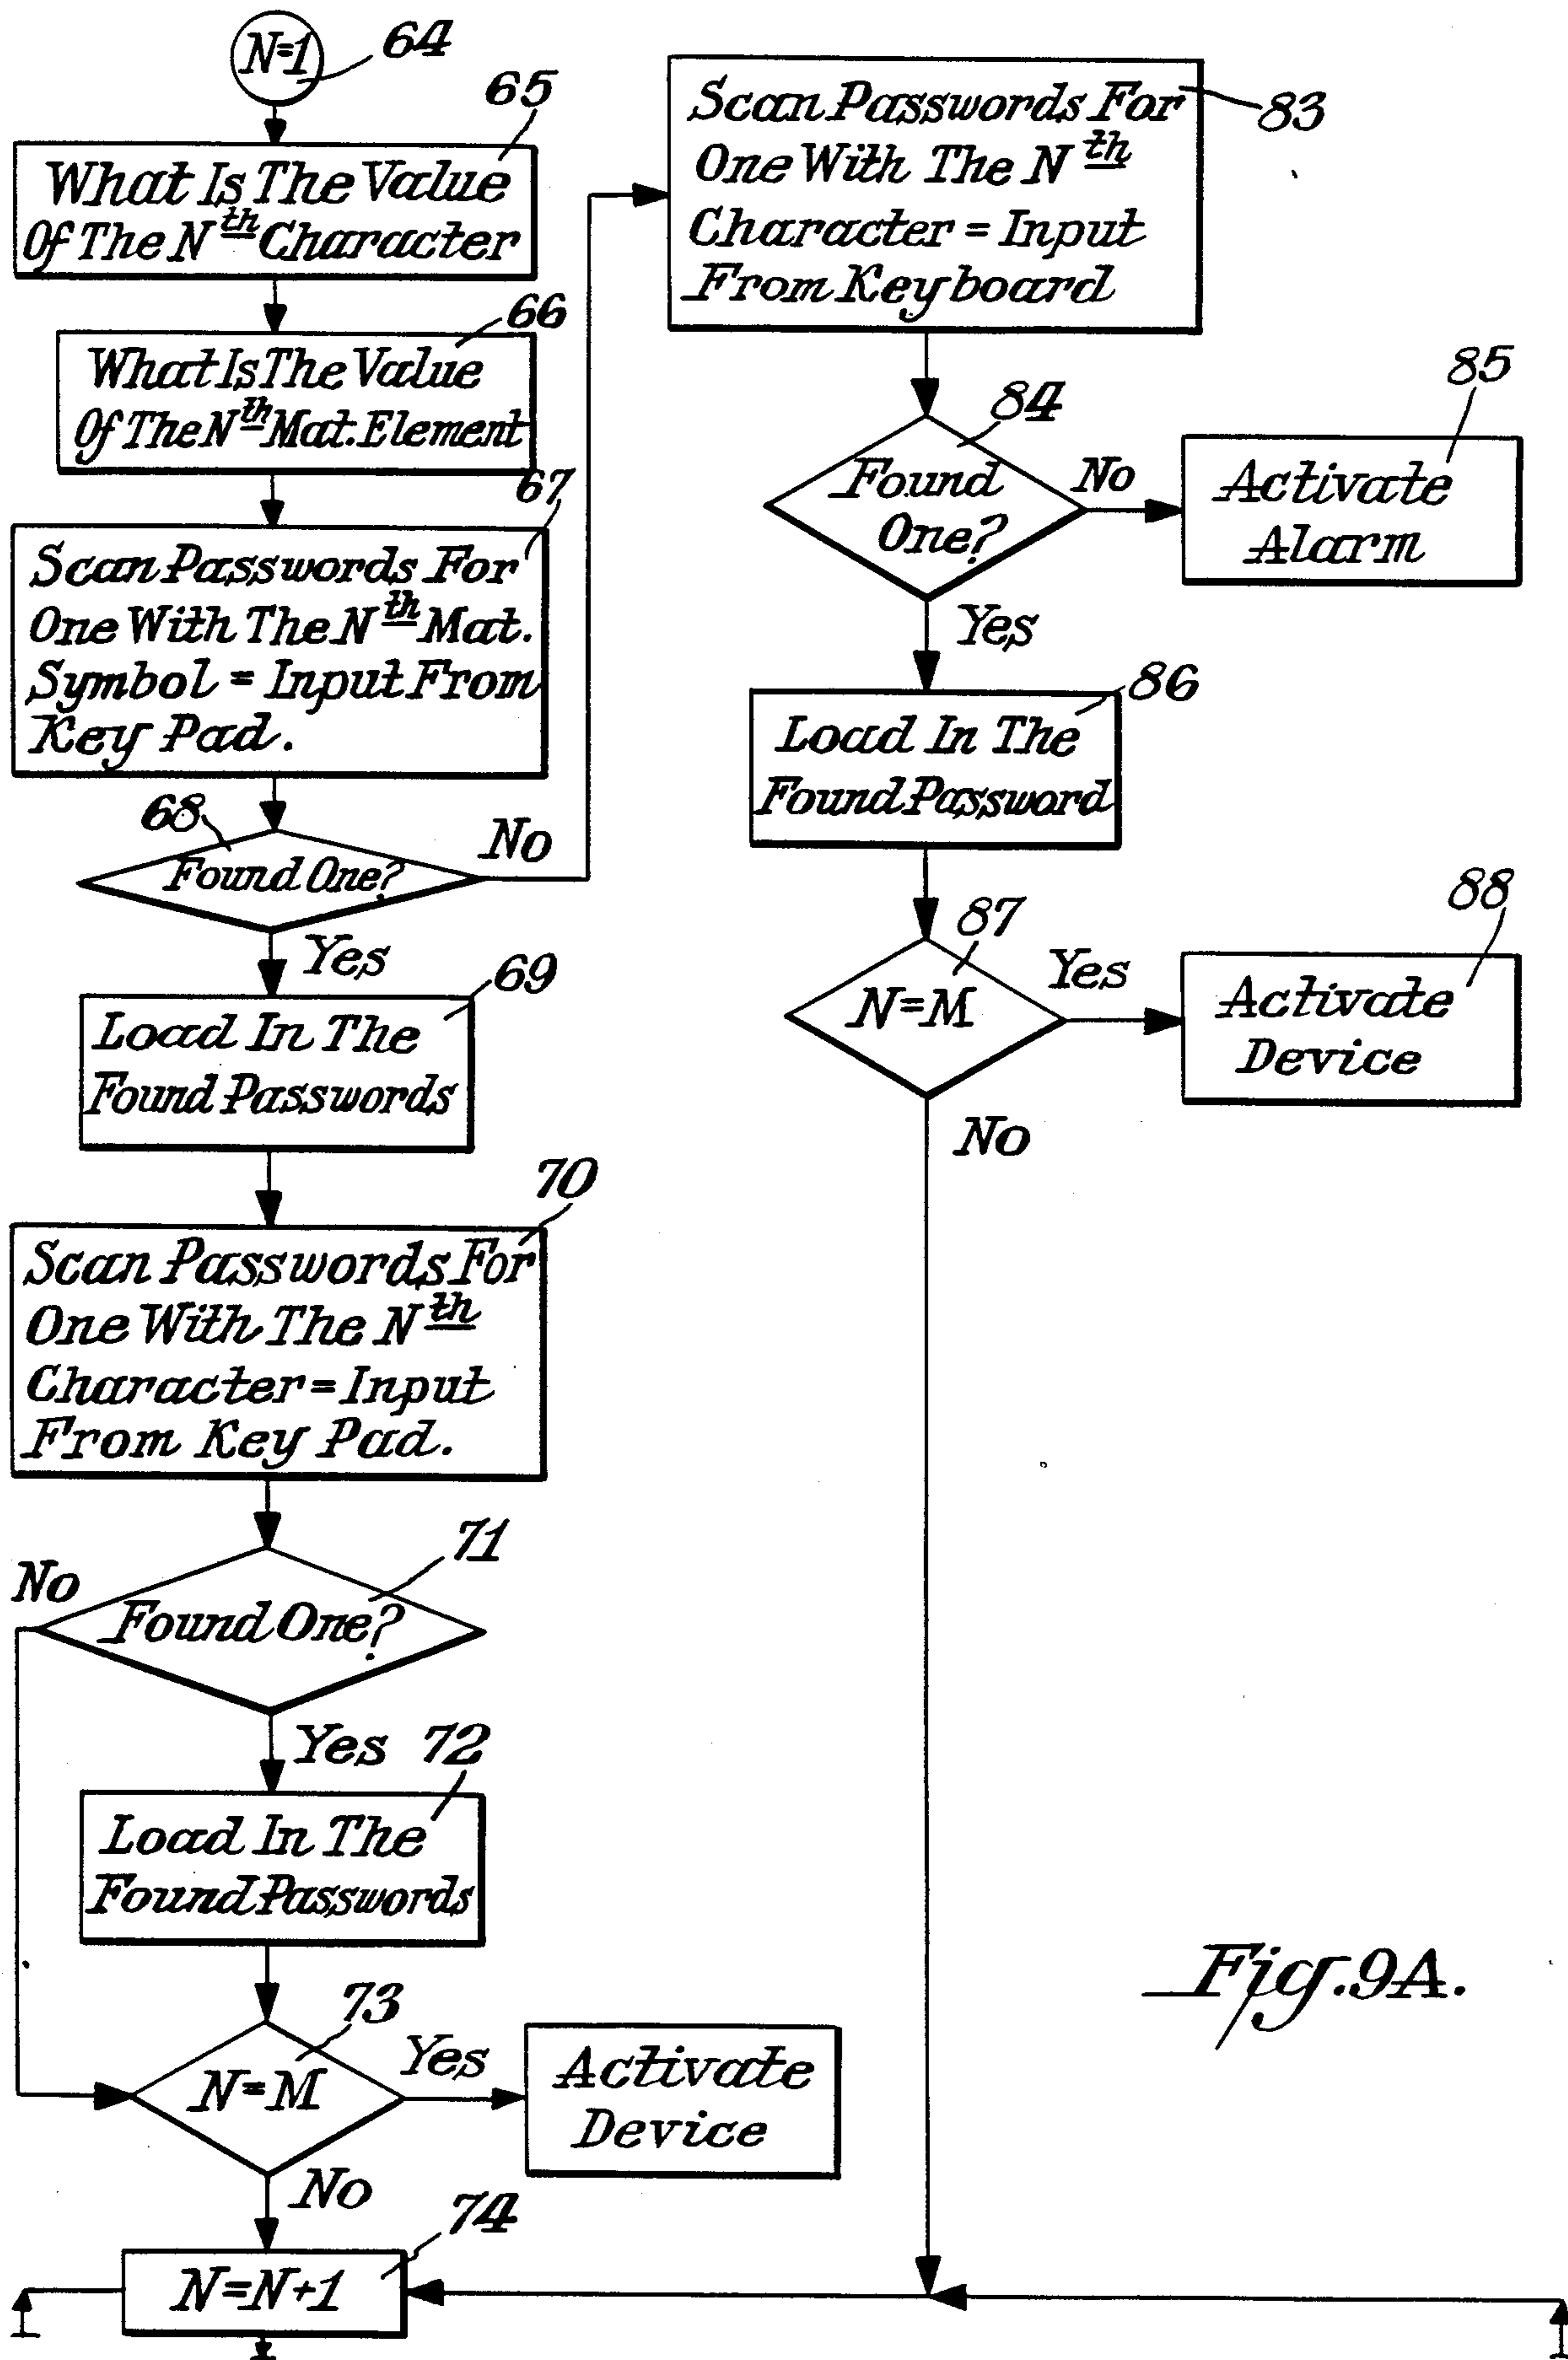 N=1
64
65
What Is The Value
Of The Nth Character
66
What Is The Value
Of The Nth Mat. Element
67
Scan Passwords For
One With The Nth Mat.
Symbol = Input From
Key Pad.
68
Found One?
No
Yes
69
Load In The
Found Passwords
70
Scan Passwords For
One With The Nth
Character = Input
From Key Pad.
71
No
Found One?
Yes
72
Load In The
Found Passwords
73
N=M
Yes
Activate
Device
No
74
N=N+1
83
Scan Passwords For
One With The Nth
Character = Input
From Keyboard
84
Found
One?
No
85
Activate
Alarm
Yes
86
Load In The
Found Password
87
N=M
Yes
88
Activate
Device
No
Fig. 9A.